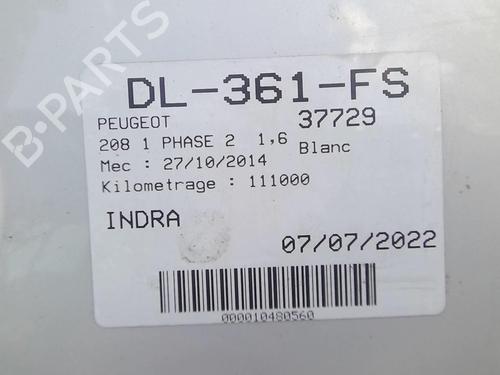 DL-361-FS
PEUGEOT 37729
208 1 PHASE 2 1,6 Blanc
Mec : 27/10/2014
Kilometrage : 111000
INDRA
07/07/2022
000010480560
B-PARTS